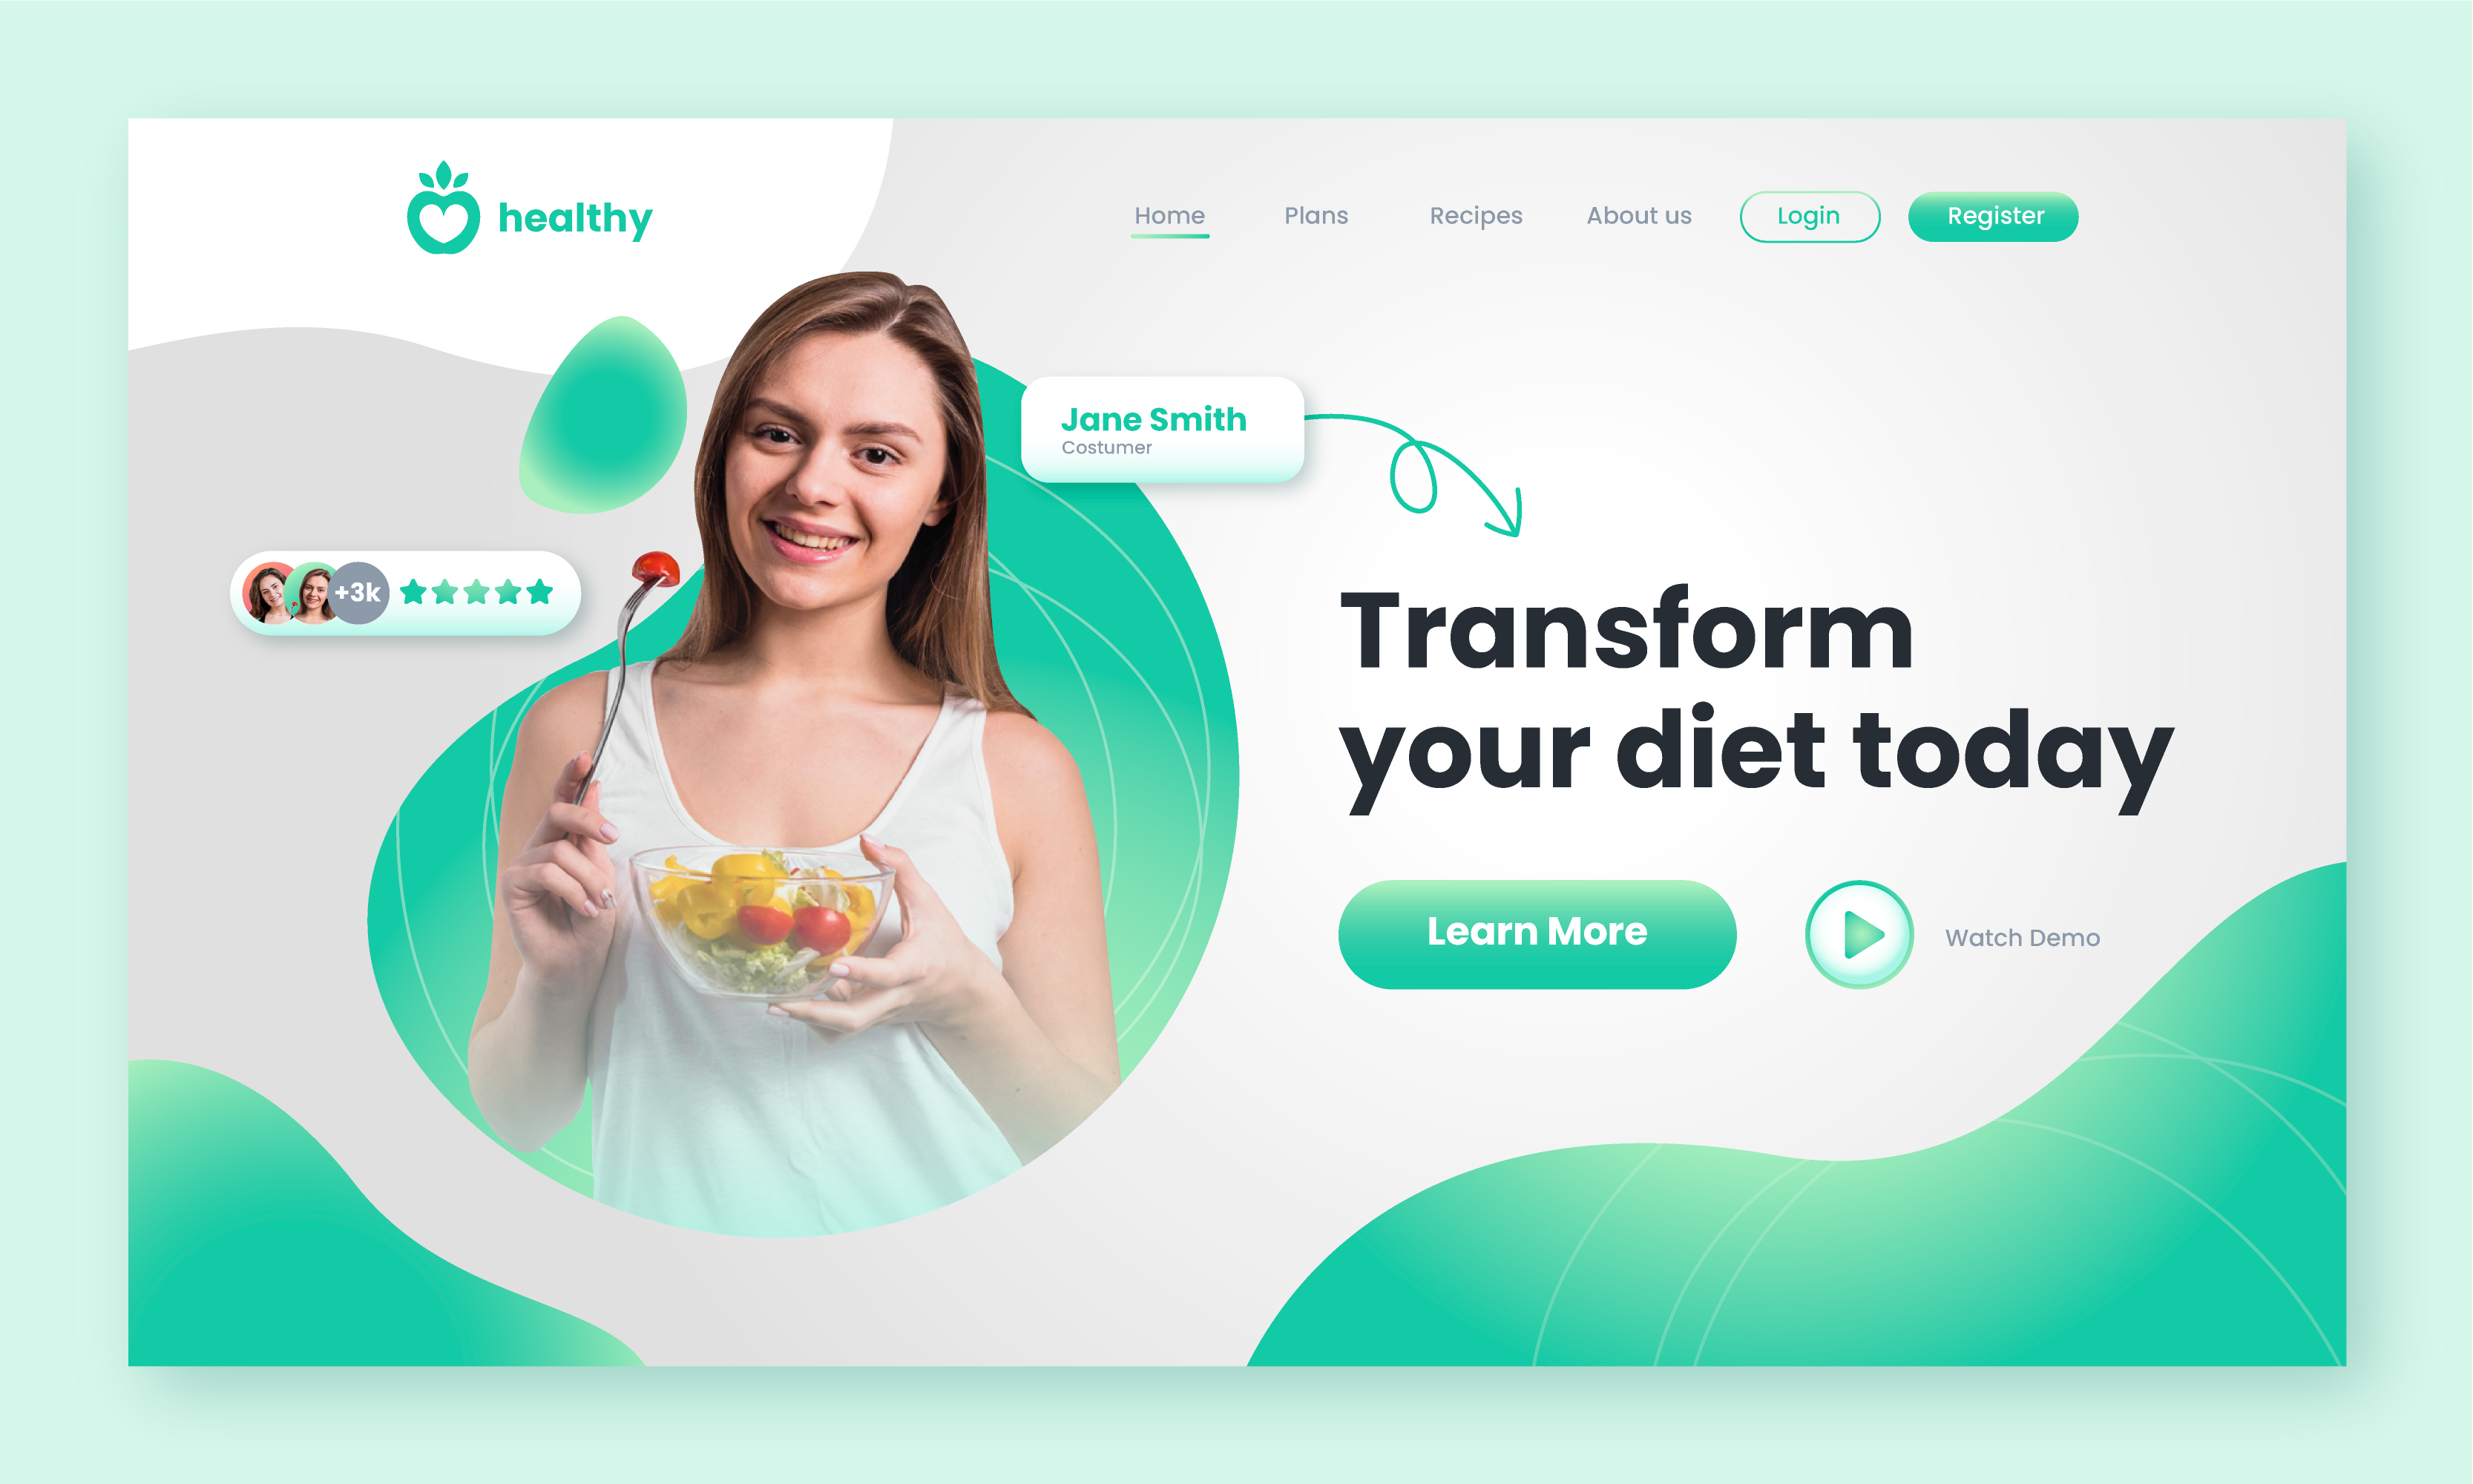 healthy
Home
Plans
Recipes
About us
Login
Register
Jane Smith
Costumer
+3k
Transform
your diet today
Learn More
Watch Demo